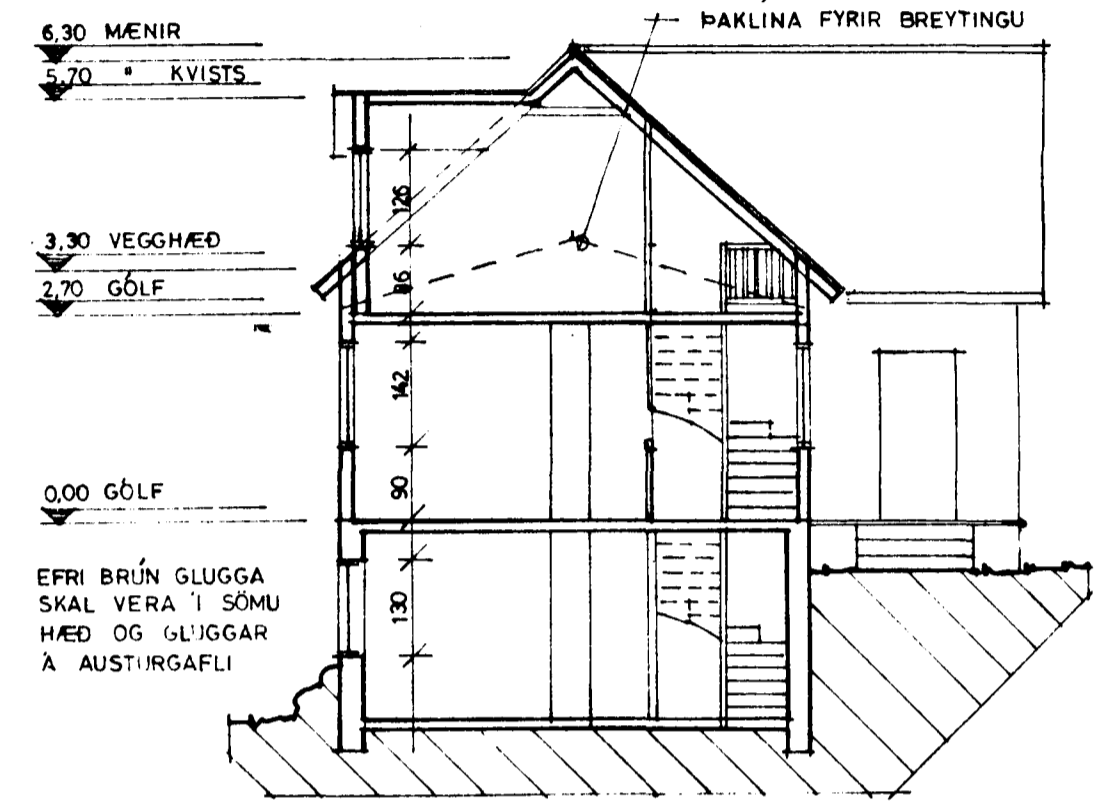 ÞAKLINA FYRIR BREYTINGU
6,30 MÆNIR
5,70 " KVISTS
126
3,30 VEGGHÆÐ
2,70 GÓLF
86
142
90
0,00 GÓLF
EFRI BRÚN GLUGGA
SKAL VERA Í SÖMU
HÆÐ OG GLUGGAR
Á AUSTURGAFLI
130